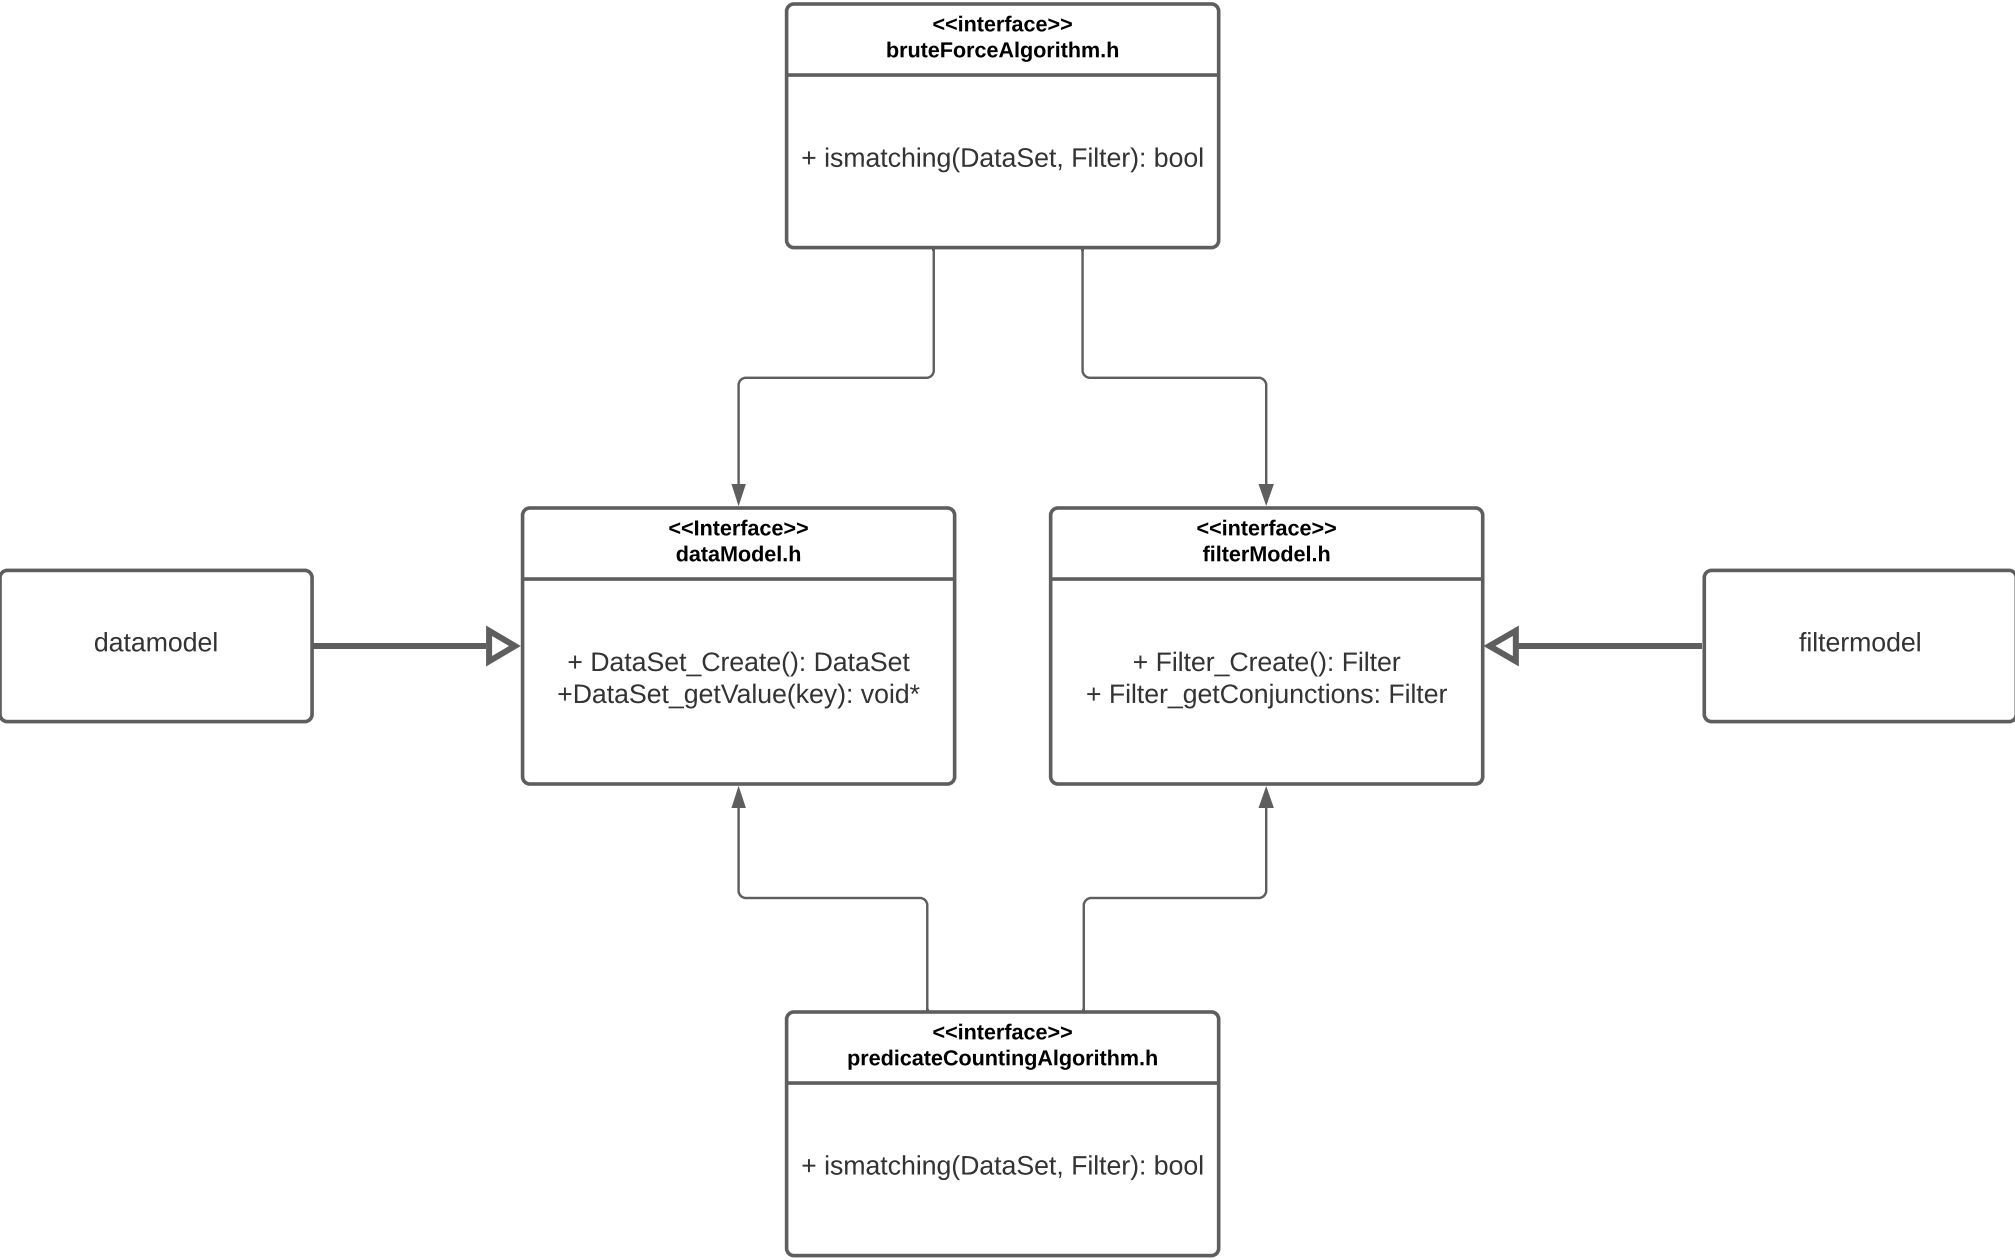 <<interface>>
bruteForceAlgorithm.h
+ ismatching(DataSet, Filter): bool
<<Interface>>
dataModel.h
+ DataSet_Create(): DataSet
+DataSet_getValue(key): void*
<<interface>>
filterModel.h
+ Filter_Create(): Filter
+ Filter_getConjunctions: Filter
datamodel
filtermodel
<<interface>>
predicateCountingAlgorithm.h
+ ismatching(DataSet, Filter): bool